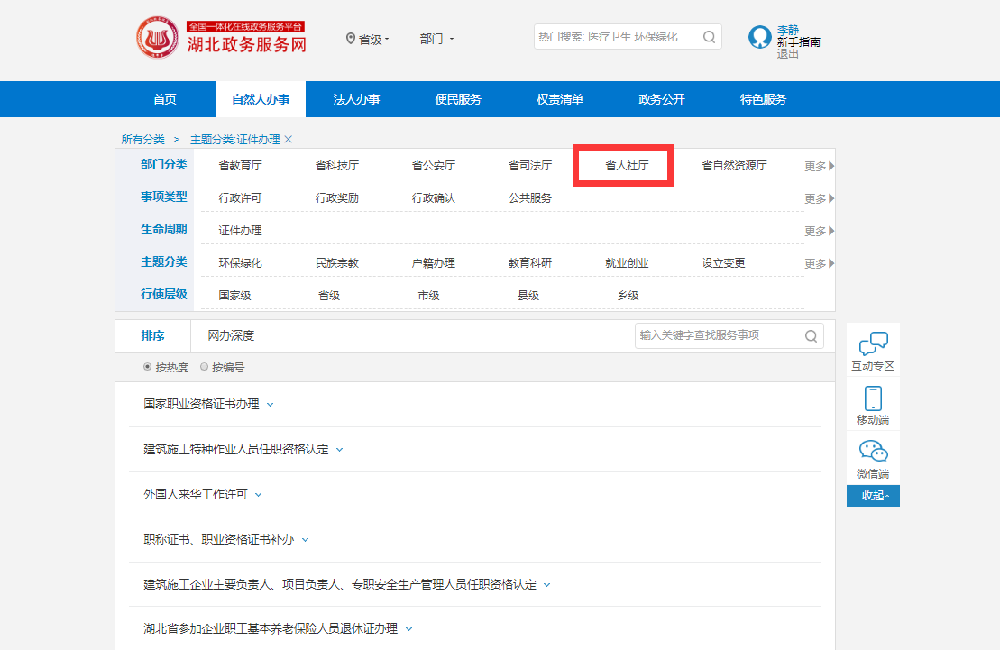 全国一体化在线政务服务平台
湖北政务服务网
省级 部门
热门搜索: 医疗卫生 环保绿化
李静
新手指南
退出
首页 自然人办事 法人办事 便民服务 权责清单 政务公开 特色服务
所有分类 > 主题分类:证件办理 ×
部门分类 省教育厅 省科技厅 省公安厅 省司法厅 省人社厅 省自然资源厅 更多
事项类型 行政许可 行政奖励 行政确认 公共服务 更多
生命周期 证件办理 更多
主题分类 环保绿化 民族宗教 户籍办理 教育科研 就业创业 设立变更 更多
行使层级 国家级 省级 市级 县级 乡级
排序 网办深度 输入关键字查找服务事项
按热度 按编号
国家职业资格证书办理
建筑施工特种作业人员任职资格认定
外国人来华工作许可
职称证书、职业资格证书补办
建筑施工企业主要负责人、项目负责人、专职安全生产管理人员任职资格认定
湖北省参加企业职工基本养老保险人员退休证办理
互动专区
移动端
微信端
收起